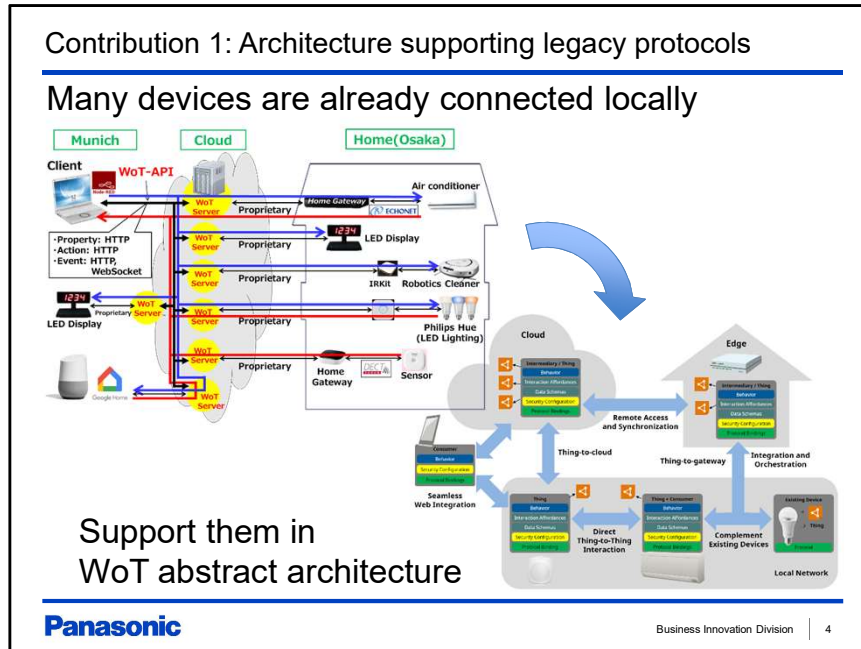 Contribution 1: Architecture supporting legacy protocols
Many devices are already connected locally
Munich
Cloud
Home(Osaka)
Client
WoT-API
Node-RED
WoT
Server
Proprietary
Home Gateway
Air conditioner
ECHONET
・Property: HTTP
・Action: HTTP
・Event: HTTP,
WebSocket
WoT
Server
Proprietary
1234
LED Display
WoT
Server
Proprietary
IRKit
Robotics Cleaner
1234
LED Display
Proprietary
WoT
Server
WoT
Server
Proprietary
Philips Hue
(LED Lighting)
WoT
Server
Proprietary
Home
Gateway
DECT
Sensor
Google Home
WoT
Server
Cloud
Intermediary / Thing
Behavior
Interaction Affordances
Data Schemas
Security Configuration
Protocol Bindings
Edge
Intermediary / Thing
Behavior
Interaction Affordances
Data Schemas
Security Configuration
Protocol Bindings
Remote Access
and Synchronization
Consumer
Behavior
Security Configuration
Protocol Bindings
Seamless
Web Integration
Thing-to-cloud
Thing-to-gateway
Integration and
Orchestration
Thing
Behavior
Interaction Affordances
Data Schemas
Security Configuration
Protocol Binding
Direct
Thing-to-Thing
Interaction
Thing + Consumer
Behavior
Interaction Affordances
Data Schemas
Security Configuration
Protocol Bindings
Complement
Existing Devices
Existing Device
+
Thing
Protocol
Local Network
Support them in
WoT abstract architecture
Panasonic
Business Innovation Division
4